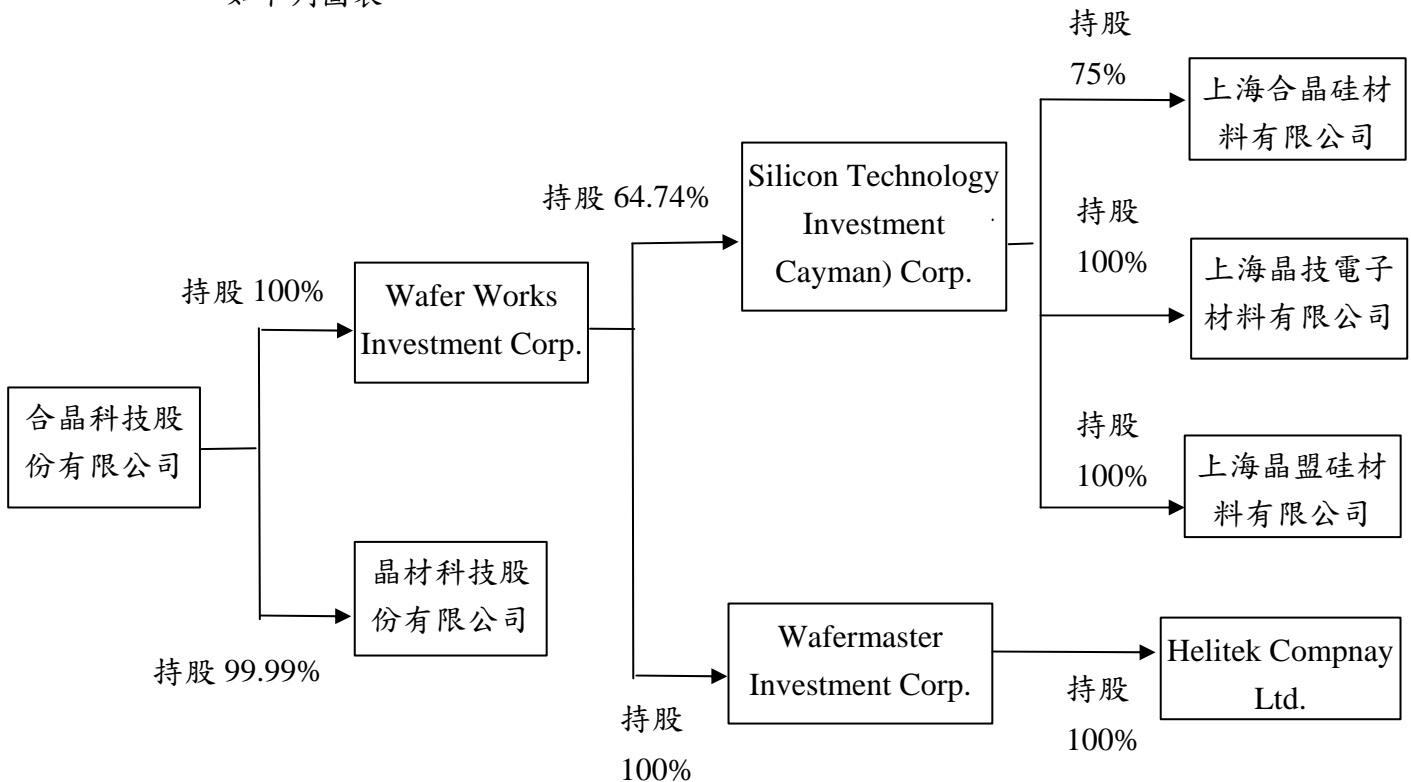 如下列圖表
持股
75%
上海合晶硅材
料有限公司
持股 64.74%
Silicon Technology
Investment
Cayman) Corp.
持股
100%
上海晶技電子
材料有限公司
持股 100%
Wafer Works
Investment Corp.
合晶科技股
份有限公司
持股
100%
上海晶盟硅材
料有限公司
晶材科技股
份有限公司
持股 99.99%
Wafermaster
Investment Corp.
持股
100%
Helitek Compnay
Ltd.
持股
100%